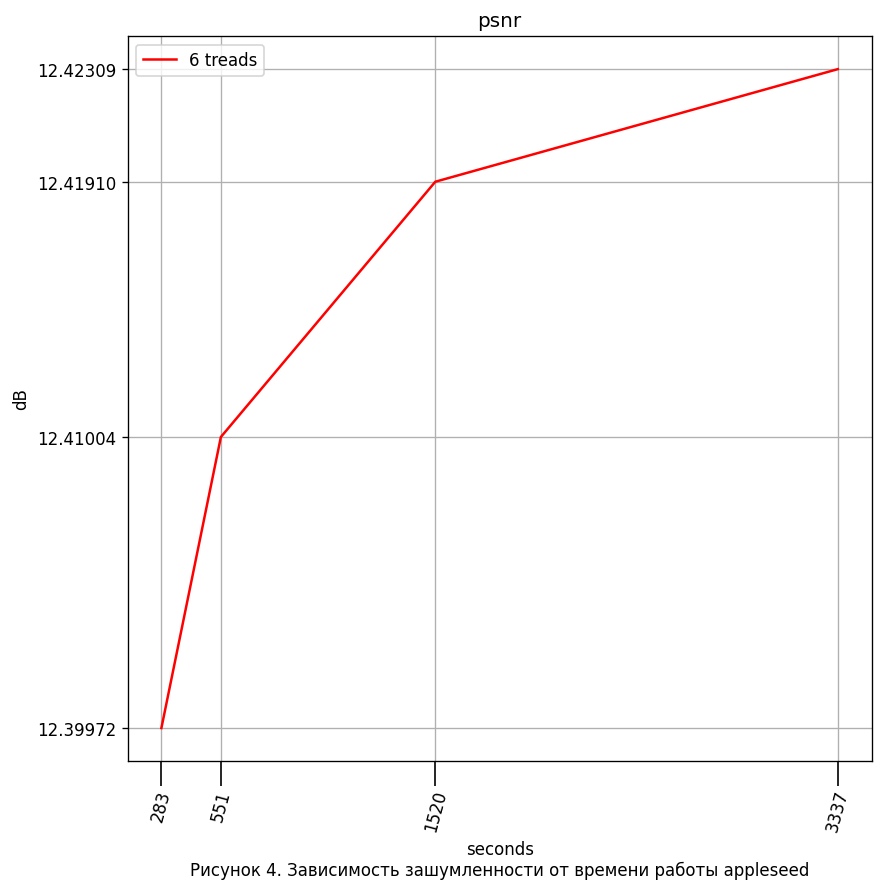 psnr
6 treads
12.42309
12.41910
12.41004
12.39972
dB
283
551
1520
3337
seconds
Рисунок 4. Зависимость зашумленности от времени работы appleseed